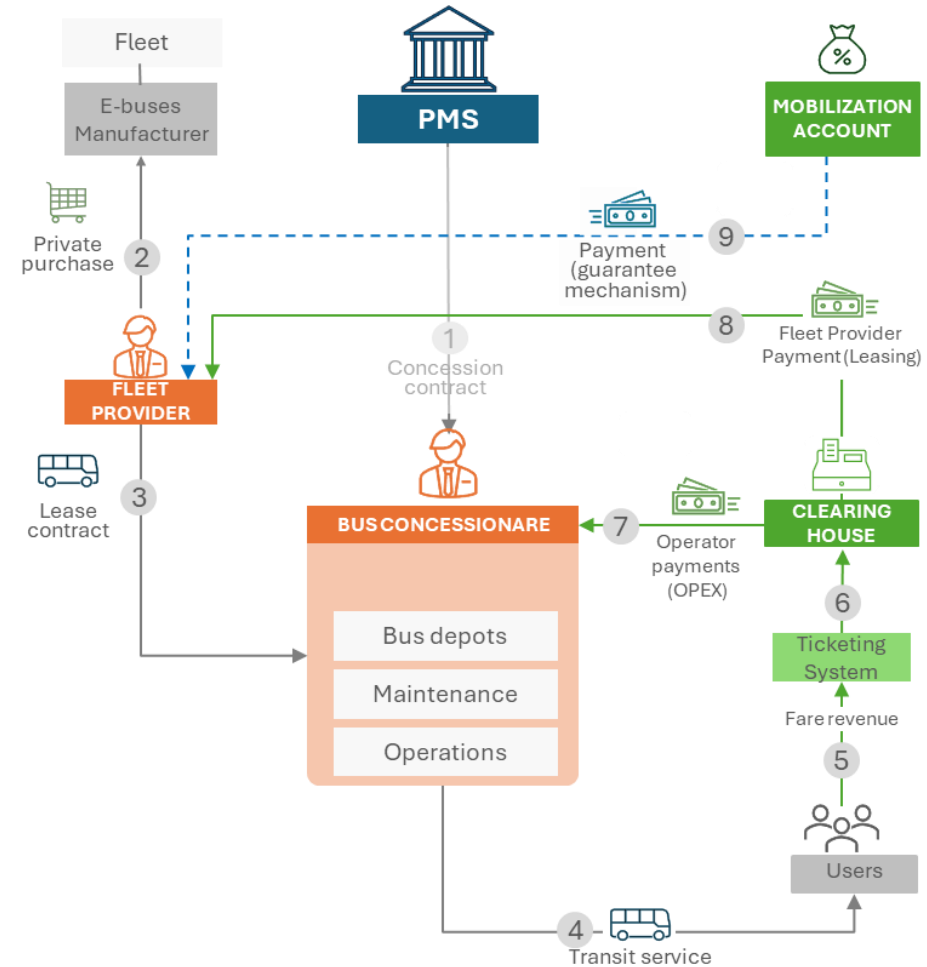 Fleet
E-buses
Manufacturer
PMS
%
MOBILIZATION
ACCOUNT
Private
purchase
2
9
Payment
(guarantee
mechanism)
8
Fleet Provider
Payment (Leasing)
1
Concession
contract
FLEET
PROVIDER
Lease
contract
3
BUS CONCESSIONARE
7
CLEARING
HOUSE
Operator
payments
(OPEX)
6
Bus depots
Maintenance
Operations
Ticketing
System
Fare revenue
5
Users
4
Transit service